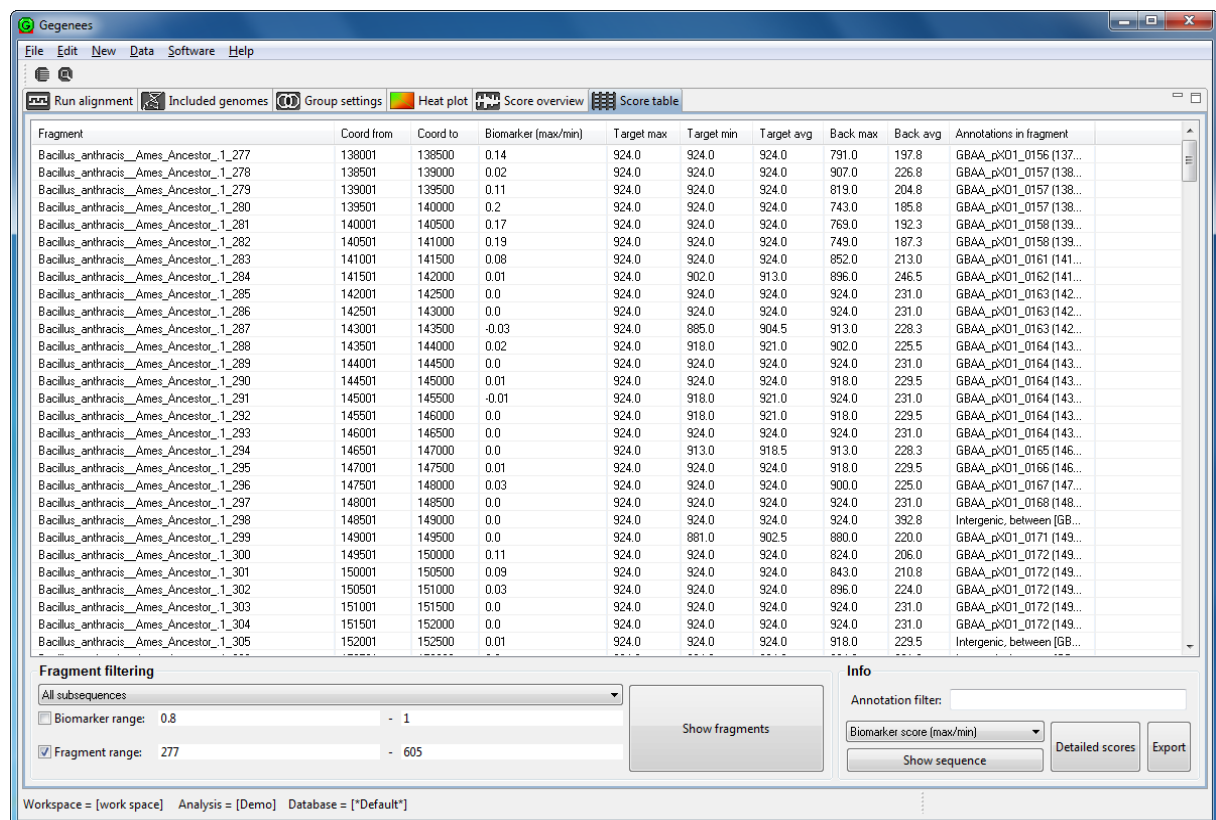 Gegenees
File Edit New Data Software Help
Run alignment Included genomes Group settings Heat plot Score overview Score table
Fragment Coord from Coord to Biomarker (max/min) Target max Target min Target avg Back max Back avg Annotations in fragment
Bacillus_anthracis__Ames_Ancestor_.1_277 138001 138500 0.14 924.0 924.0 924.0 791.0 197.8 GBAA_pXO1_0156 (137...
Bacillus_anthracis__Ames_Ancestor_.1_278 138501 139000 0.02 924.0 924.0 924.0 907.0 226.8 GBAA_pXO1_0157 (138...
Bacillus_anthracis__Ames_Ancestor_.1_279 139001 139500 0.11 924.0 924.0 924.0 819.0 204.8 GBAA_pXO1_0157 (138...
Bacillus_anthracis__Ames_Ancestor_.1_280 139501 140000 0.2 924.0 924.0 924.0 743.0 185.8 GBAA_pXO1_0157 (138...
Bacillus_anthracis__Ames_Ancestor_.1_281 140001 140500 0.17 924.0 924.0 924.0 769.0 192.3 GBAA_pXO1_0158 (139...
Bacillus_anthracis__Ames_Ancestor_.1_282 140501 141000 0.19 924.0 924.0 924.0 749.0 187.3 GBAA_pXO1_0158 (139...
Bacillus_anthracis__Ames_Ancestor_.1_283 141001 141500 0.08 924.0 924.0 924.0 852.0 213.0 GBAA_pXO1_0161 (141...
Bacillus_anthracis__Ames_Ancestor_.1_284 141501 142000 0.01 924.0 902.0 913.0 896.0 246.5 GBAA_pXO1_0162 (141...
Bacillus_anthracis__Ames_Ancestor_.1_285 142001 142500 0.0 924.0 924.0 924.0 924.0 231.0 GBAA_pXO1_0163 (142...
Bacillus_anthracis__Ames_Ancestor_.1_286 142501 143000 0.0 924.0 924.0 924.0 924.0 231.0 GBAA_pXO1_0163 (142...
Bacillus_anthracis__Ames_Ancestor_.1_287 143001 143500 -0.03 924.0 885.0 904.5 913.0 228.3 GBAA_pXO1_0163 (142...
Bacillus_anthracis__Ames_Ancestor_.1_288 143501 144000 0.02 924.0 918.0 921.0 902.0 225.5 GBAA_pXO1_0164 (143...
Bacillus_anthracis__Ames_Ancestor_.1_289 144001 144500 0.0 924.0 924.0 924.0 924.0 231.0 GBAA_pXO1_0164 (143...
Bacillus_anthracis__Ames_Ancestor_.1_290 144501 145000 0.01 924.0 924.0 924.0 918.0 229.5 GBAA_pXO1_0164 (143...
Bacillus_anthracis__Ames_Ancestor_.1_291 145001 145500 -0.01 924.0 918.0 921.0 924.0 231.0 GBAA_pXO1_0164 (143...
Bacillus_anthracis__Ames_Ancestor_.1_292 145501 146000 0.0 924.0 918.0 921.0 918.0 229.5 GBAA_pXO1_0164 (143...
Bacillus_anthracis__Ames_Ancestor_.1_293 146001 146500 0.0 924.0 924.0 924.0 924.0 231.0 GBAA_pXO1_0164 (143...
Bacillus_anthracis__Ames_Ancestor_.1_294 146501 147000 0.0 924.0 913.0 918.5 913.0 228.3 GBAA_pXO1_0165 (146...
Bacillus_anthracis__Ames_Ancestor_.1_295 147001 147500 0.01 924.0 924.0 924.0 918.0 229.5 GBAA_pXO1_0166 (146...
Bacillus_anthracis__Ames_Ancestor_.1_296 147501 148000 0.03 924.0 924.0 924.0 900.0 225.0 GBAA_pXO1_0167 (147...
Bacillus_anthracis__Ames_Ancestor_.1_297 148001 148500 0.0 924.0 924.0 924.0 924.0 231.0 GBAA_pXO1_0168 (148...
Bacillus_anthracis__Ames_Ancestor_.1_298 148501 149000 0.0 924.0 924.0 924.0 924.0 392.8 Intergenic, between [GB...
Bacillus_anthracis__Ames_Ancestor_.1_299 149001 149500 0.0 924.0 881.0 902.5 880.0 220.0 GBAA_pXO1_0171 (149...
Bacillus_anthracis__Ames_Ancestor_.1_300 149501 150000 0.11 924.0 924.0 924.0 824.0 206.0 GBAA_pXO1_0172 (149...
Bacillus_anthracis__Ames_Ancestor_.1_301 150001 150500 0.09 924.0 924.0 924.0 843.0 210.8 GBAA_pXO1_0172 (149...
Bacillus_anthracis__Ames_Ancestor_.1_302 150501 151000 0.03 924.0 924.0 924.0 896.0 224.0 GBAA_pXO1_0172 (149...
Bacillus_anthracis__Ames_Ancestor_.1_303 151001 151500 0.0 924.0 924.0 924.0 924.0 231.0 GBAA_pXO1_0172 (149...
Bacillus_anthracis__Ames_Ancestor_.1_304 151501 152000 0.0 924.0 924.0 924.0 924.0 231.0 GBAA_pXO1_0172 (149...
Bacillus_anthracis__Ames_Ancestor_.1_305 152001 152500 0.01 924.0 924.0 924.0 918.0 229.5 Intergenic, between [GB...
Fragment filtering
All subsequences
Biomarker range: 0.8 - 1
Fragment range: 277 - 605
Show fragments
Info
Annotation filter:
Biomarker score (max/min)
Show sequence
Detailed scores
Export
Workspace = [work space] Analysis = [Demo] Database = [*Default*]